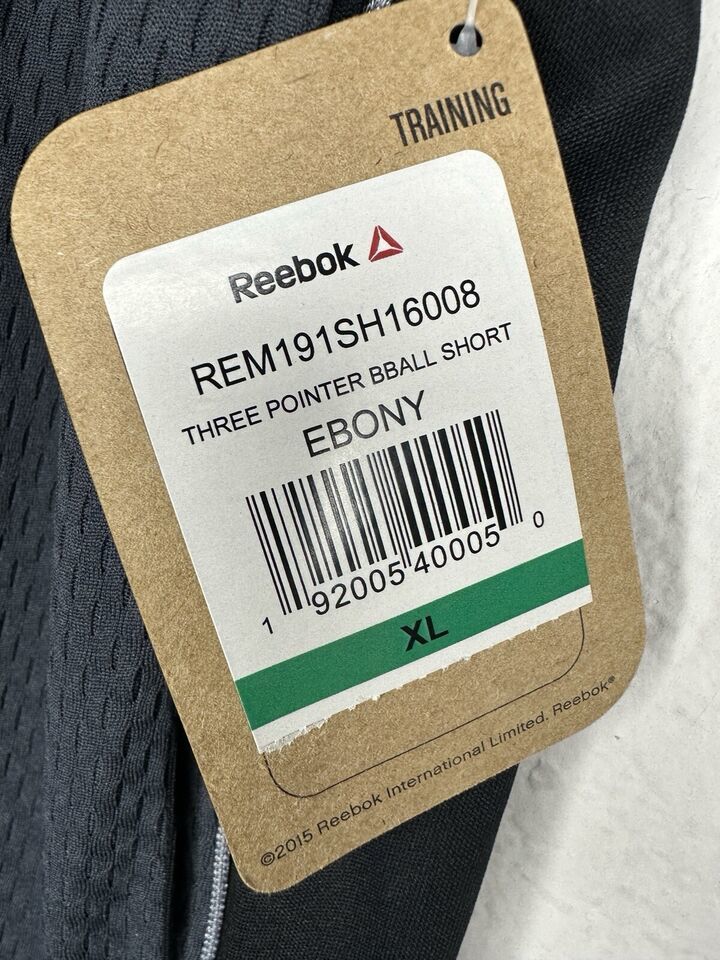 TRAINING
Reebok
REM191SH16008
THREE POINTER BBALL SHORT
EBONY
1 92005 40005 0
XL
©2015 Reebok International Limited. Reebok®